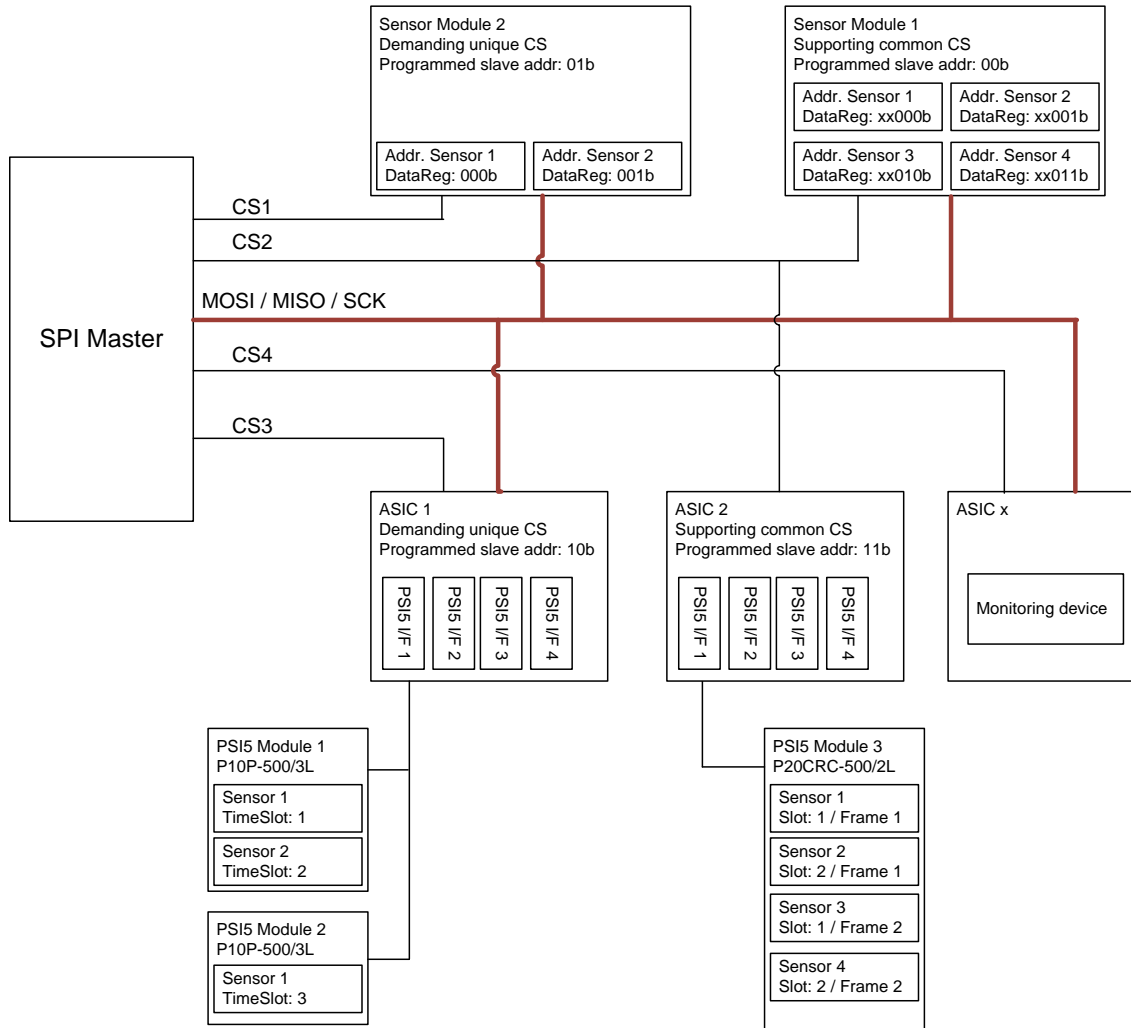 Sensor Module 2
Demanding unique CS
Programmed slave addr: 01b
Addr. Sensor 1
DataReg: 000b
Addr. Sensor 2
DataReg: 001b
Sensor Module 1
Supporting common CS
Programmed slave addr: 00b
Addr. Sensor 1
DataReg: xx000b
Addr. Sensor 2
DataReg: xx001b
Addr. Sensor 3
DataReg: xx010b
Addr. Sensor 4
DataReg: xx011b
SPI Master
CS1
CS2
MOSI / MISO / SCK
CS4
CS3
ASIC 1
Demanding unique CS
Programmed slave addr: 10b
PSI5 I/F 1
PSI5 I/F 2
PSI5 I/F 3
PSI5 I/F 4
ASIC 2
Supporting common CS
Programmed slave addr: 11b
PSI5 I/F 1
PSI5 I/F 2
PSI5 I/F 3
PSI5 I/F 4
ASIC x
Monitoring device
PSI5 Module 1
P10P-500/3L
Sensor 1
TimeSlot: 1
Sensor 2
TimeSlot: 2
PSI5 Module 2
P10P-500/3L
Sensor 1
TimeSlot: 3
PSI5 Module 3
P20CRC-500/2L
Sensor 1
Slot: 1 / Frame 1
Sensor 2
Slot: 2 / Frame 1
Sensor 3
Slot: 1 / Frame 2
Sensor 4
Slot: 2 / Frame 2